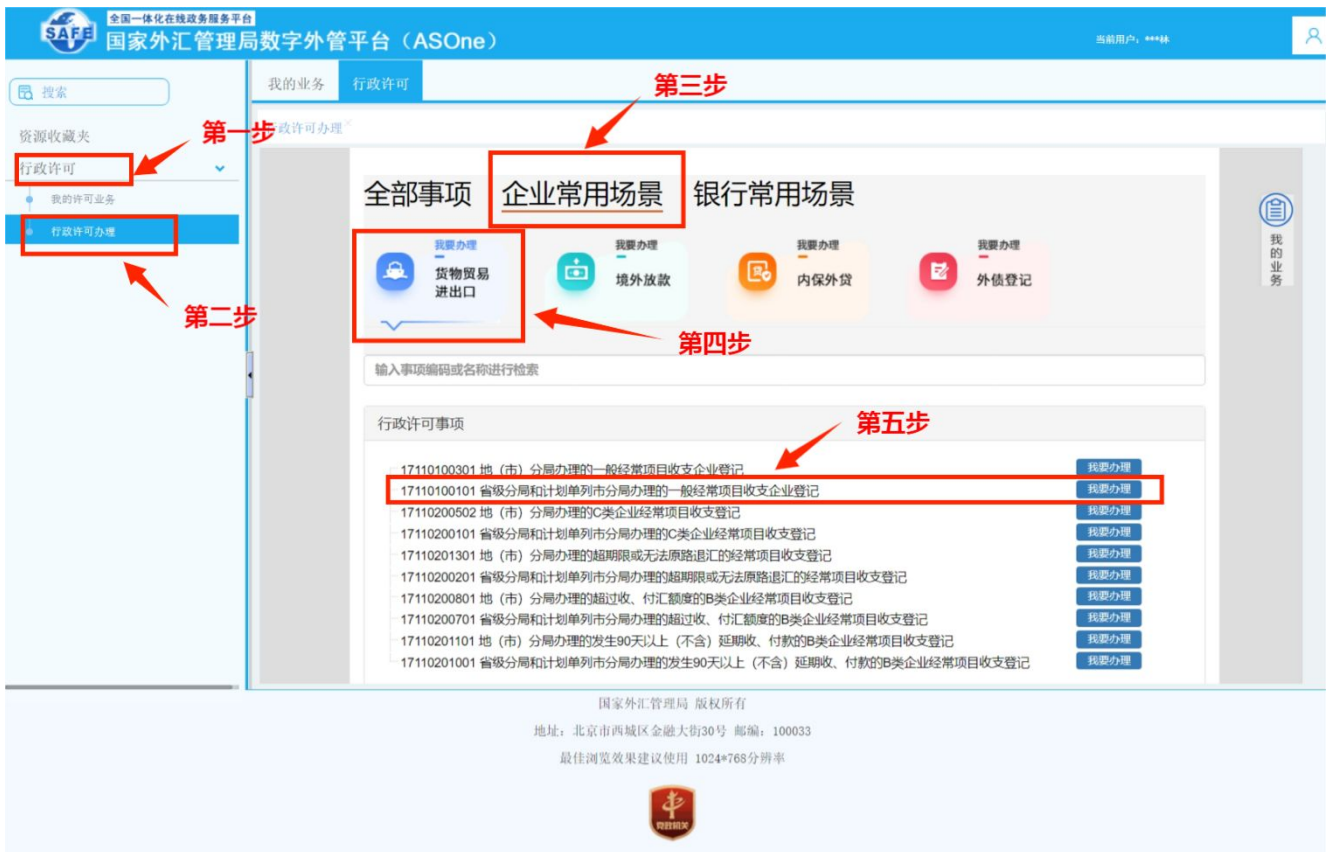 SAFE
全国一体化在线政务服务平台
国家外汇管理局数字外管平台（ASOne）
当前用户：***林
搜索
资源收藏夹
行政许可
我的许可业务
行政许可办理
第一步
第二步
我的业务
行政许可
行政许可办理
第三步
全部事项
企业常用场景
银行常用场景
我要办理
货物贸易
进出口
我要办理
境外放款
我要办理
内保外贷
我要办理
外债登记
第四步
我的业务
输入事项编码或名称进行检索
行政许可事项
第五步
17110100301 地（市）分局办理的一般经常项目收支企业登记 我要办理
17110100101 省级分局和计划单列市分局办理的一般经常项目收支企业登记 我要办理
17110200502 地（市）分局办理的C类企业经常项目收支登记 我要办理
17110200101 省级分局和计划单列市分局办理的C类企业经常项目收支登记 我要办理
17110201301 地（市）分局办理的超期限或无法原路退汇的经常项目收支登记 我要办理
17110200201 省级分局和计划单列市分局办理的超期限或无法原路退汇的经常项目收支登记 我要办理
17110200801 地（市）分局办理的超过收、付汇额度的B类企业经常项目收支登记 我要办理
17110200701 省级分局和计划单列市分局办理的超过收、付汇额度的B类企业经常项目收支登记 我要办理
17110201101 地（市）分局办理的发生90天以上（不含）延期收、付款的B类企业经常项目收支登记 我要办理
17110201001 省级分局和计划单列市分局办理的发生90天以上（不含）延期收、付款的B类企业经常项目收支登记 我要办理
国家外汇管理局 版权所有
地址：北京市西城区金融大街30号 邮编：100033
最佳浏览效果建议使用 1024*768分辨率
党政机关